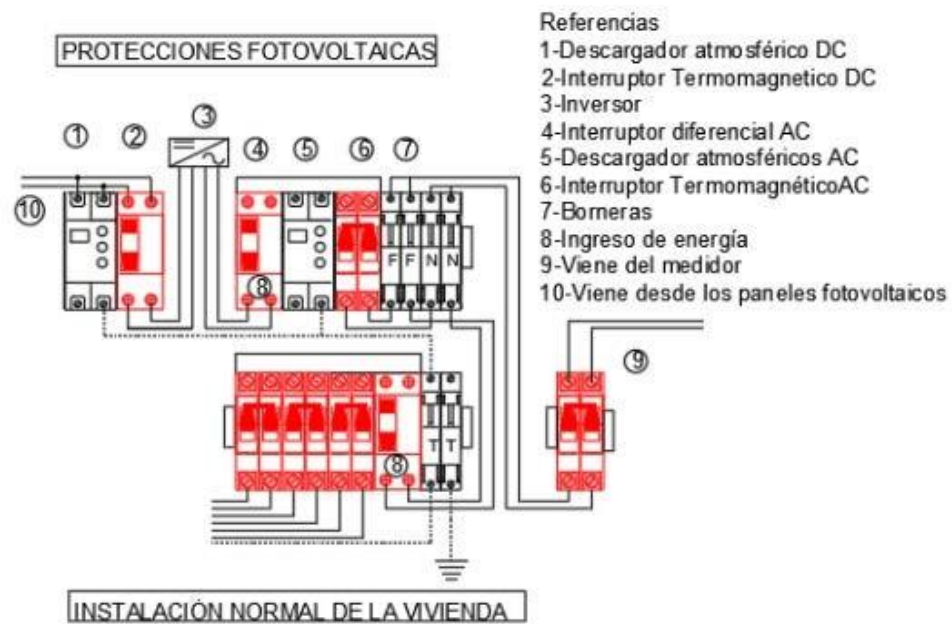 PROTECCIONES FOTOVOLTAICAS
Referencias
1-Descargador atmosférico DC
2-Interruptor Termomagnetico DC
3-Inversor
4-Interruptor diferencial AC
5-Descargador atmosféricos AC
6-Interruptor TermomagnéticoAC
7-Borneras
8-Ingreso de energía
9-Viene del medidor
10-Viene desde los paneles fotovoltaicos
1 2 3 4 5 6 7
10
F F N N
8
9
T T
8
INSTALACIÓN NORMAL DE LA VIVIENDA